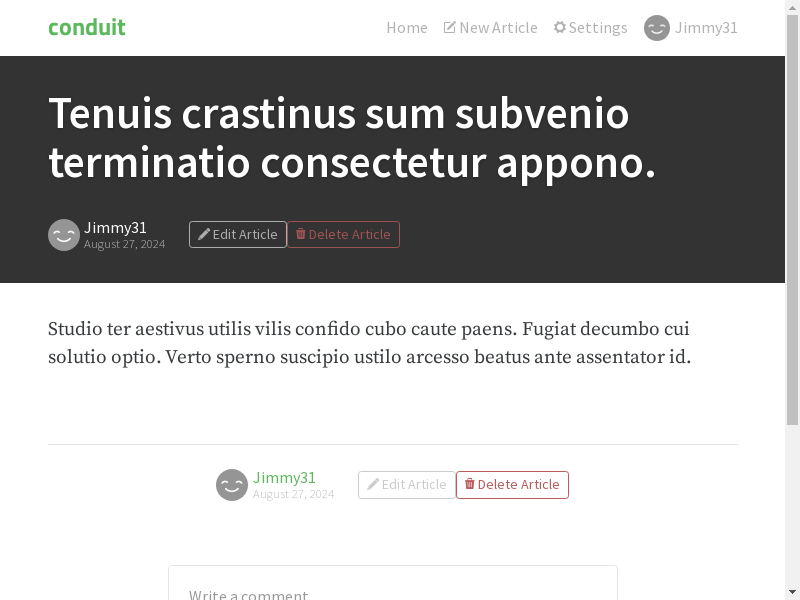 conduit
Home
New Article
Settings
Jimmy31
Tenuis crastinus sum subvenio
terminatio consectetur appono.
Jimmy31
August 27, 2024
Edit Article
Delete Article
Studio ter aestivus utilis vilis confido cubo caute paens. Fugiat decumbo cui
solutio optio. Verto sperno suscipio ustilo arcesso beatus ante assentator id.
Jimmy31
August 27, 2024
Edit Article
Delete Article
Write a comment